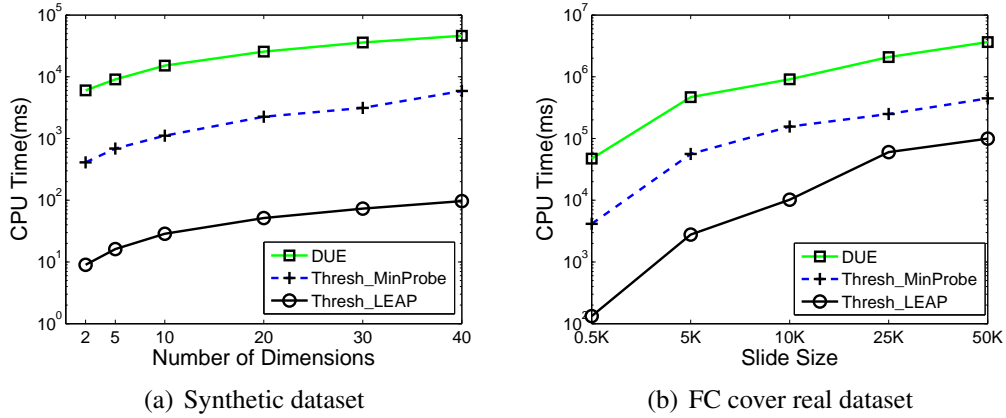 10^5
10^4
10^3
10^2
10^1
10^0
CPU Time(ms)
2 5 10 20 30 40
Number of Dimensions
DUE
Thresh_MinProbe
Thresh_LEAP
(a) Synthetic dataset
10^7
10^6
10^5
10^4
10^3
10^2
CPU Time(ms)
0.5K 5K 10K 25K 50K
Slide Size
DUE
Thresh_MinProbe
Thresh_LEAP
(b) FC cover real dataset